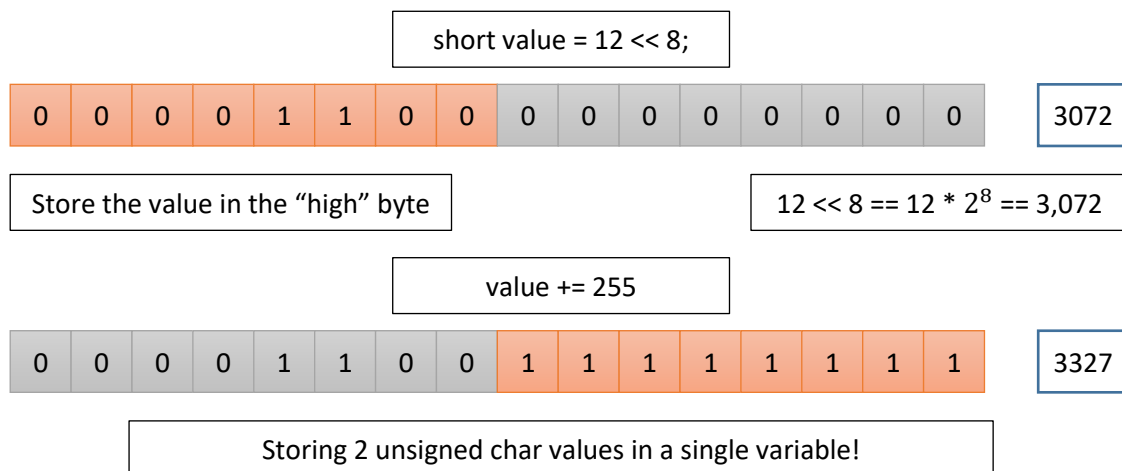 short value = 12 << 8;
0 0 0 0 1 1 0 0 0 0 0 0 0 0 0 0 3072
Store the value in the “high” byte 12 << 8 == 12 * 2⁸ == 3,072
value += 255
0 0 0 0 1 1 0 0 1 1 1 1 1 1 1 1 3327
Storing 2 unsigned char values in a single variable!